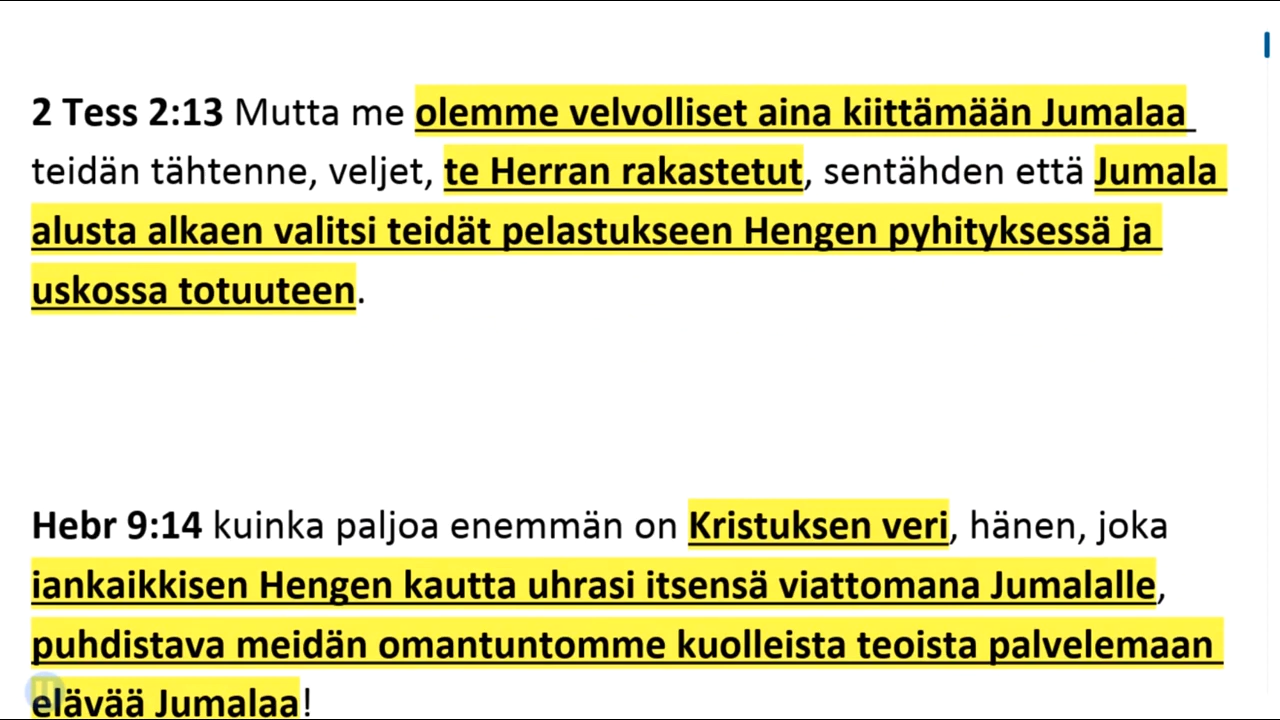 2 Tess 2:13 Mutta me olemme velvolliset aina kiittämään Jumalaa
teidän tähtenne, veljet, te Herran rakastetut, sentähden että Jumala
alusta alkaen valitsi teidät pelastukseen Hengen pyhityksessä ja
uskossa totuuteen.
Hebr 9:14 kuinka paljoa enemmän on Kristuksen veri, hänen, joka
iankaikkisen Hengen kautta uhrasi itsensä viattomana Jumalalle,
puhdistava meidän omantuntomme kuolleista teoista palvelemaan
elävää Jumalaa!